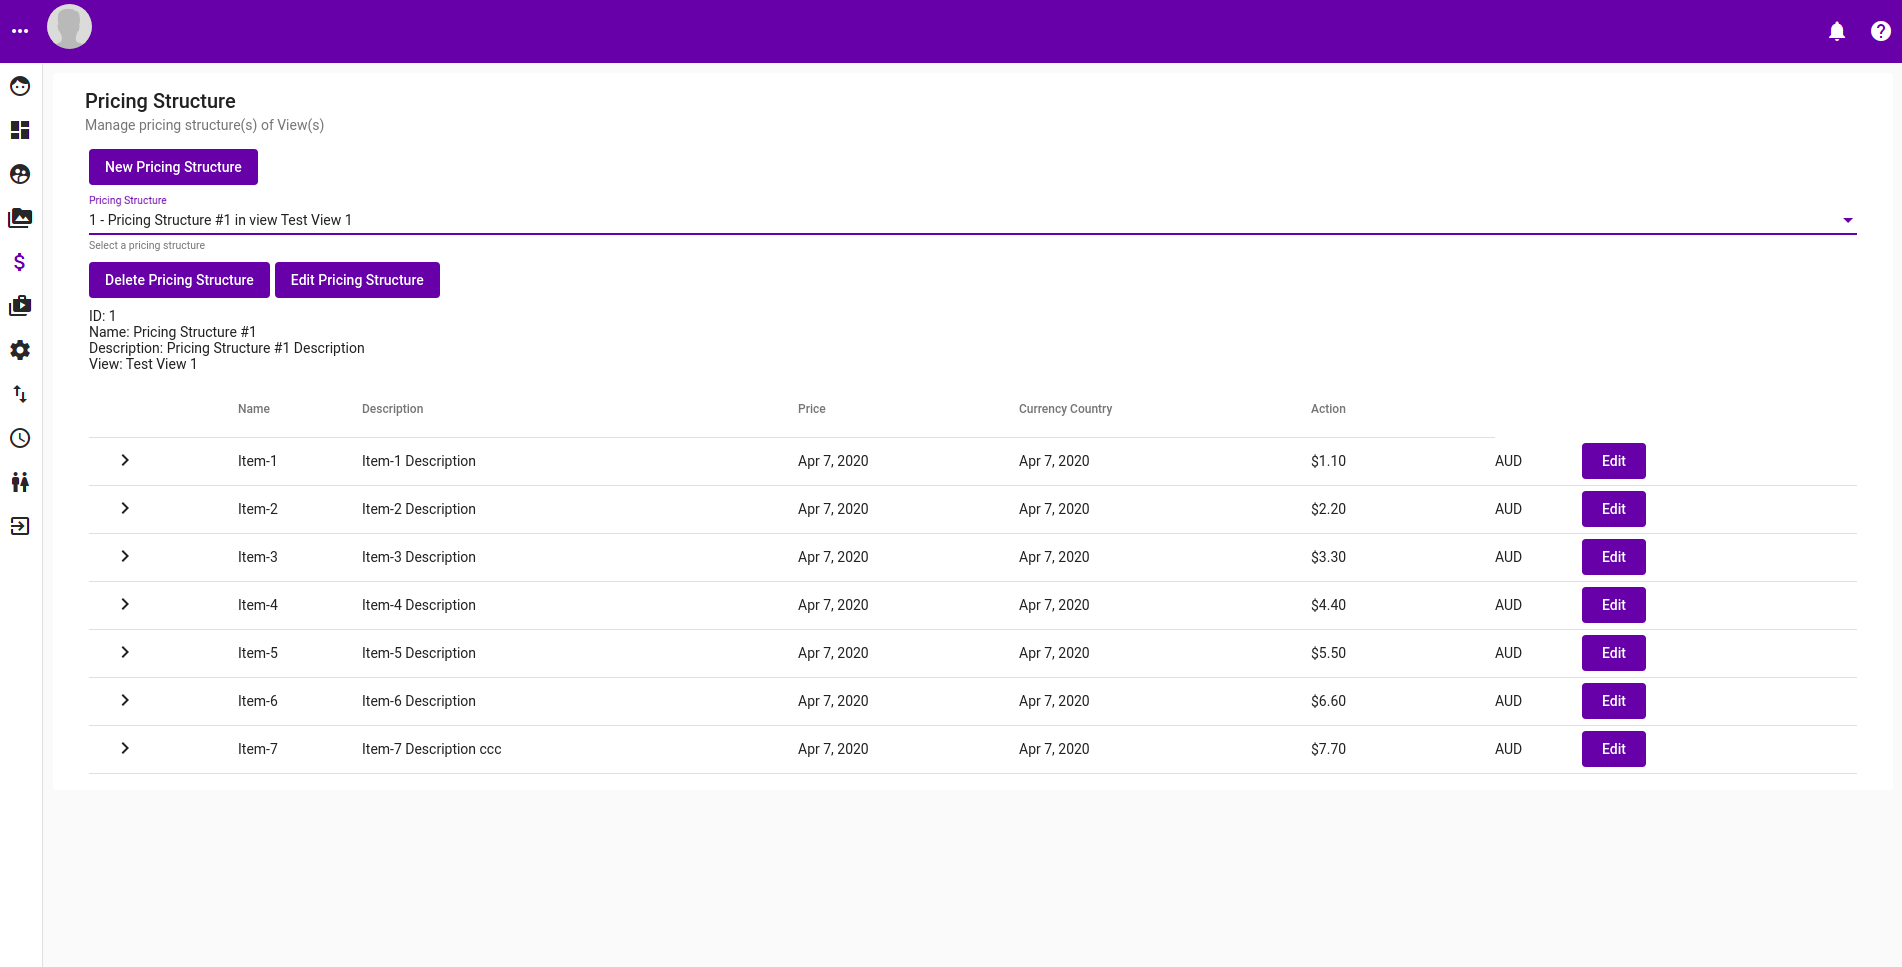 Pricing Structure
Manage pricing structure(s) of View(s)
New Pricing Structure
Pricing Structure
1 - Pricing Structure #1 in view Test View 1
Select a pricing structure
Delete Pricing Structure Edit Pricing Structure
ID: 1
Name: Pricing Structure #1
Description: Pricing Structure #1 Description
View: Test View 1
Name Description Price Currency Country Action
Item-1 Item-1 Description Apr 7, 2020 Apr 7, 2020 $1.10 AUD Edit
Item-2 Item-2 Description Apr 7, 2020 Apr 7, 2020 $2.20 AUD Edit
Item-3 Item-3 Description Apr 7, 2020 Apr 7, 2020 $3.30 AUD Edit
Item-4 Item-4 Description Apr 7, 2020 Apr 7, 2020 $4.40 AUD Edit
Item-5 Item-5 Description Apr 7, 2020 Apr 7, 2020 $5.50 AUD Edit
Item-6 Item-6 Description Apr 7, 2020 Apr 7, 2020 $6.60 AUD Edit
Item-7 Item-7 Description ccc Apr 7, 2020 Apr 7, 2020 $7.70 AUD Edit